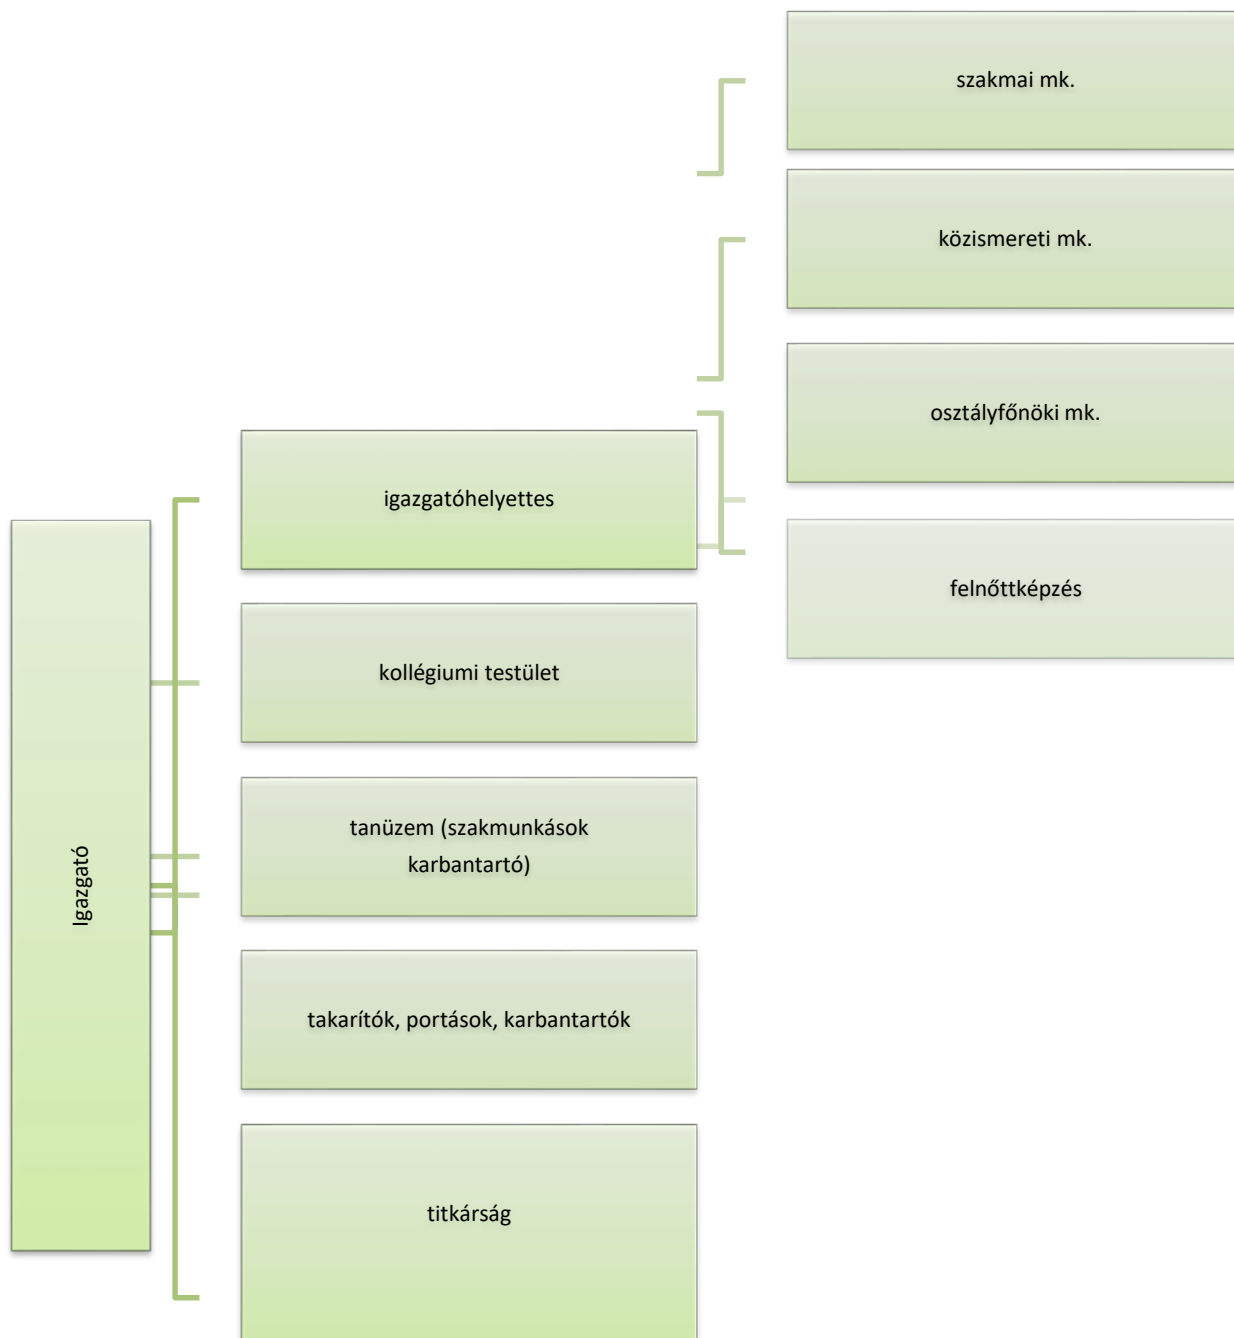 szakmai mk.
közismereti mk.
osztályfőnöki mk.
igazgatóhelyettes
felnőttképzés
kollégiumi testület
tanüzem (szakmunkások
karbantartó)
Igazgató
takarítók, portások, karbantartók
titkárság